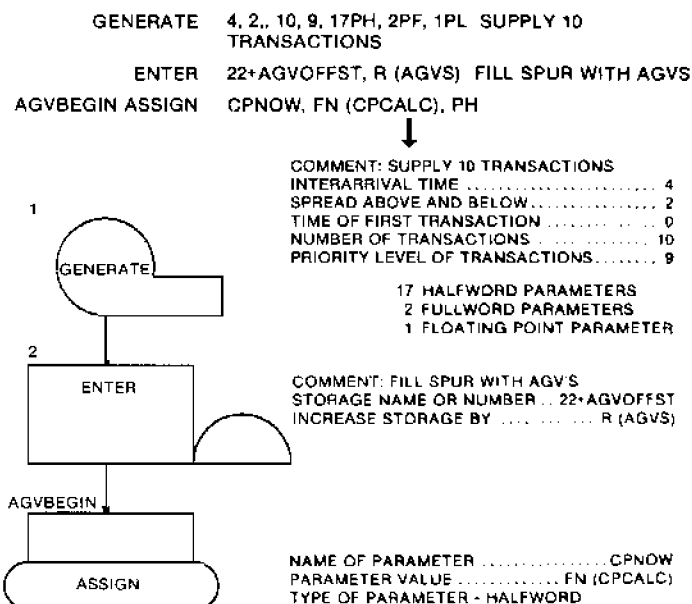 GENERATE 4, 2,, 10, 9, 17PH, 2PF, 1PL SUPPLY 10
TRANSACTIONS
ENTER 22+AGVOFFST, R (AGVS) FILL SPUR WITH AGVS
AGVBEGIN ASSIGN CPNOW, FN (CPCALC), PH
COMMENT: SUPPLY 10 TRANSACTIONS
INTERARRIVAL TIME ........................ 4
SPREAD ABOVE AND BELOW................ 2
TIME OF FIRST TRANSACTION .............. 0
NUMBER OF TRANSACTIONS ............... 10
PRIORITY LEVEL OF TRANSACTIONS........ 9
17 HALFWORD PARAMETERS
2 FULLWORD PARAMETERS
1 FLOATING POINT PARAMETER
1
GENERATE
2
ENTER
COMMENT: FILL SPUR WITH AGV'S
STORAGE NAME OR NUMBER .. 22+AGVOFFST
INCREASE STORAGE BY .............. R (AGVS)
AGVBEGIN
ASSIGN
NAME OF PARAMETER ................ CPNOW
PARAMETER VALUE ............. FN (CPCALC)
TYPE OF PARAMETER - HALFWORD